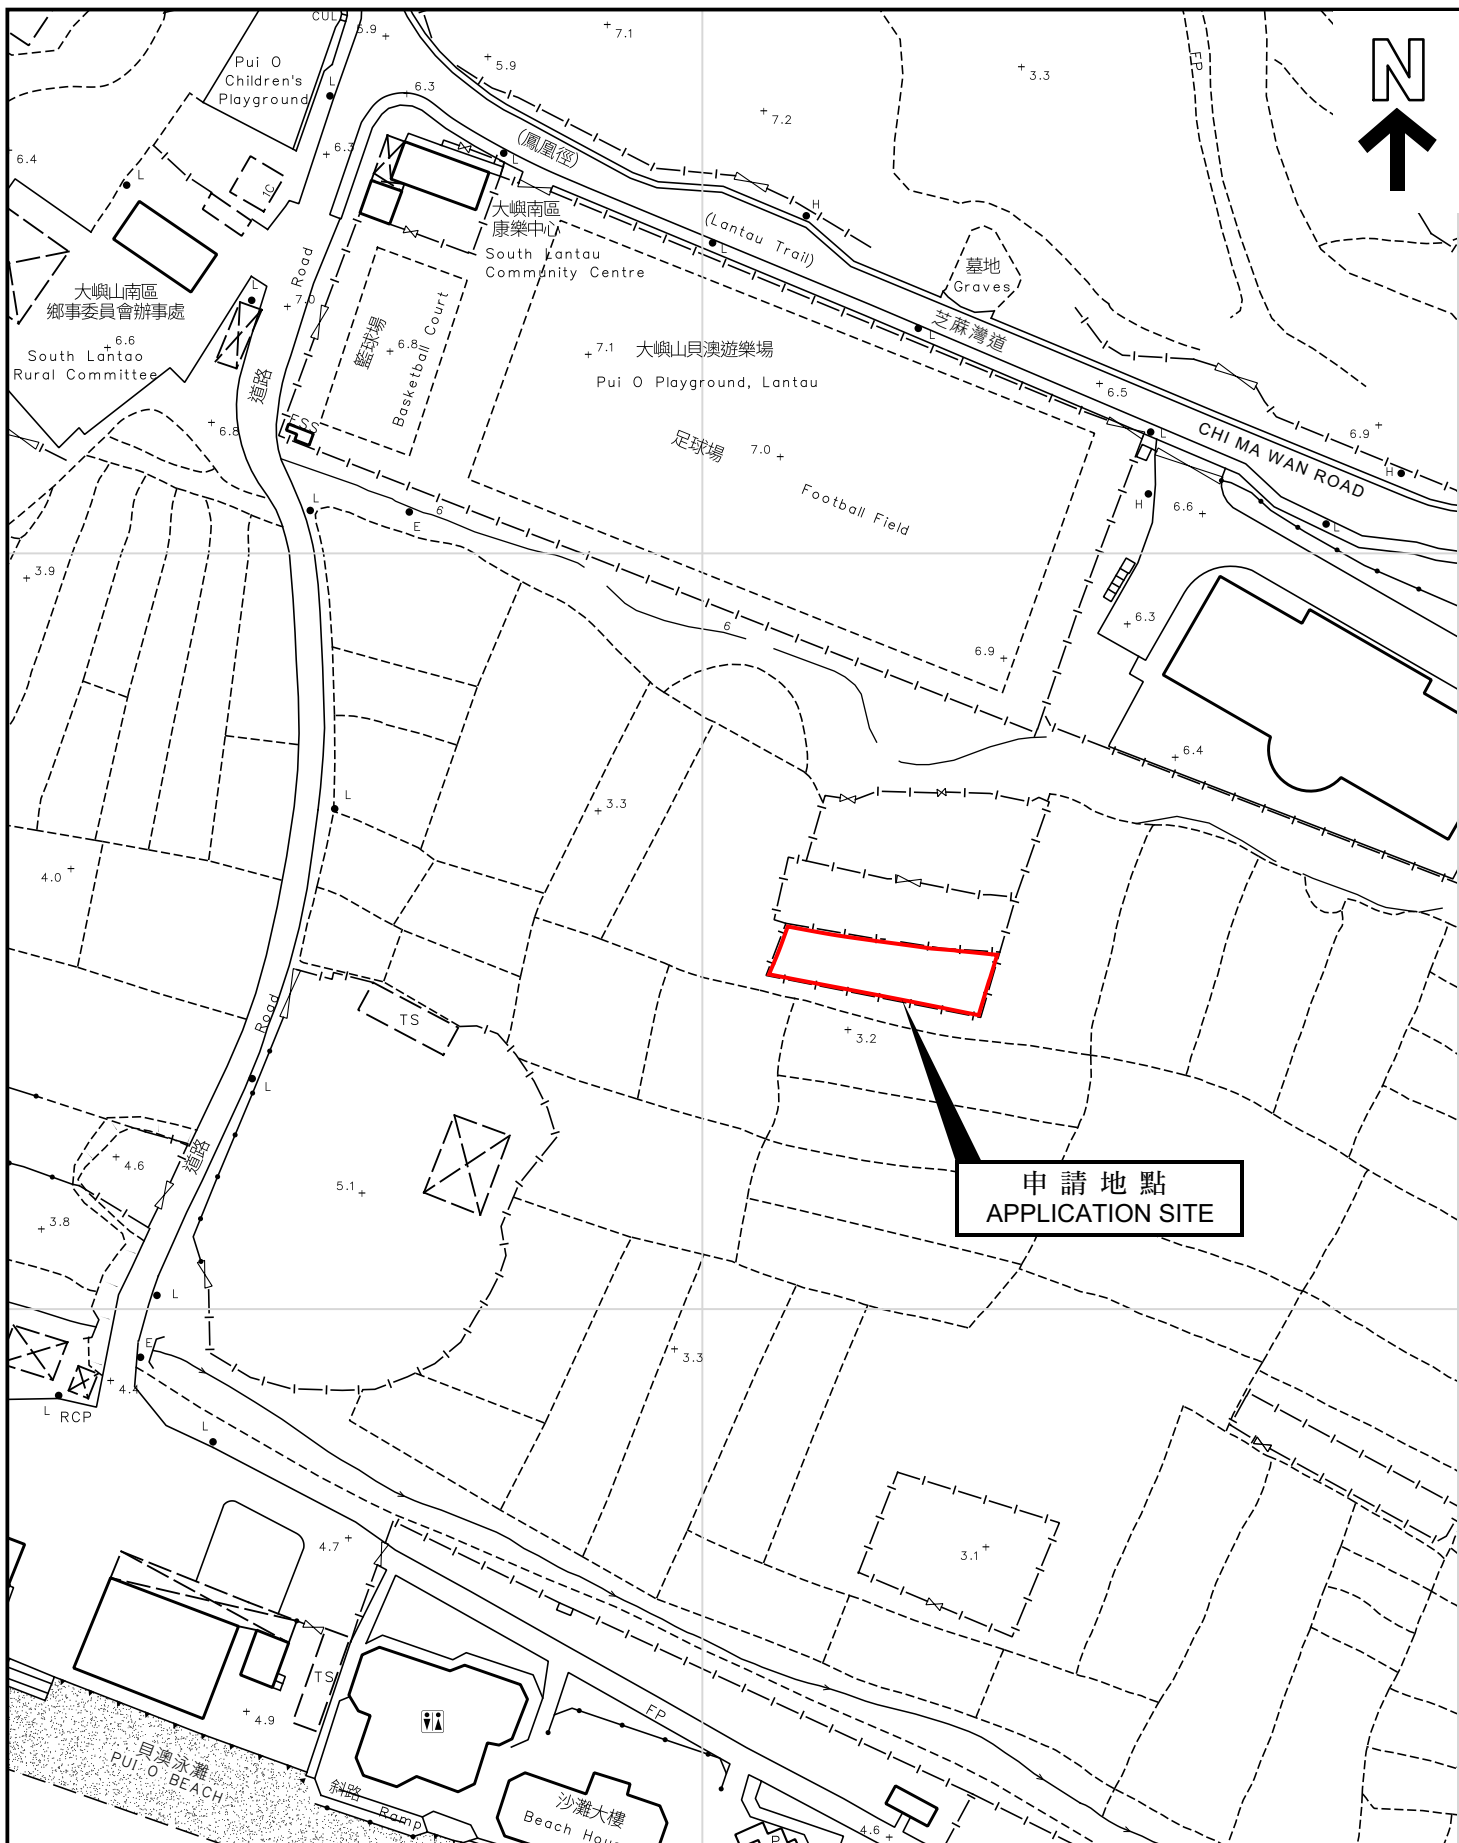 CUL
5.9
7.1
N
Pui O
Children's
Playground
L
5.9
3.3
FP
6.3
7.2
6.4
6.3
L
(鳳凰徑)
L
1C
大嶼南區
康樂中心
H
(Lantau Trail)
L
South Lantau
Community Centre
墓地
Graves
Road
大嶼山南區
鄉事委員會辦事處
L
7.0
芝蔴灣道
L
6.6
South Lantao
Rural Committee
籃球場
6.8
Basketball Court
7.1
大嶼山貝澳遊樂場
Pui O Playground, Lantau
道路
6.5
6.8
ESS
足球場
7.0
L
CHI MA WAN ROAD
6.9
H
Football Field
L
6
E
H
6.6
L
3.9
6.3
6
6.9
6.4
L
3.3
4.0
Road
TS
3.2
L
道路
4.6
5.1
申請地點
APPLICATION SITE
3.8
L
E
3.3
4.4
L
RCP
L
4.7
3.1
TS
4.9
FP
貝澳泳灘
PUI O BEACH
斜路
Ramp
沙灘大樓
Beach Hou
P
4.6